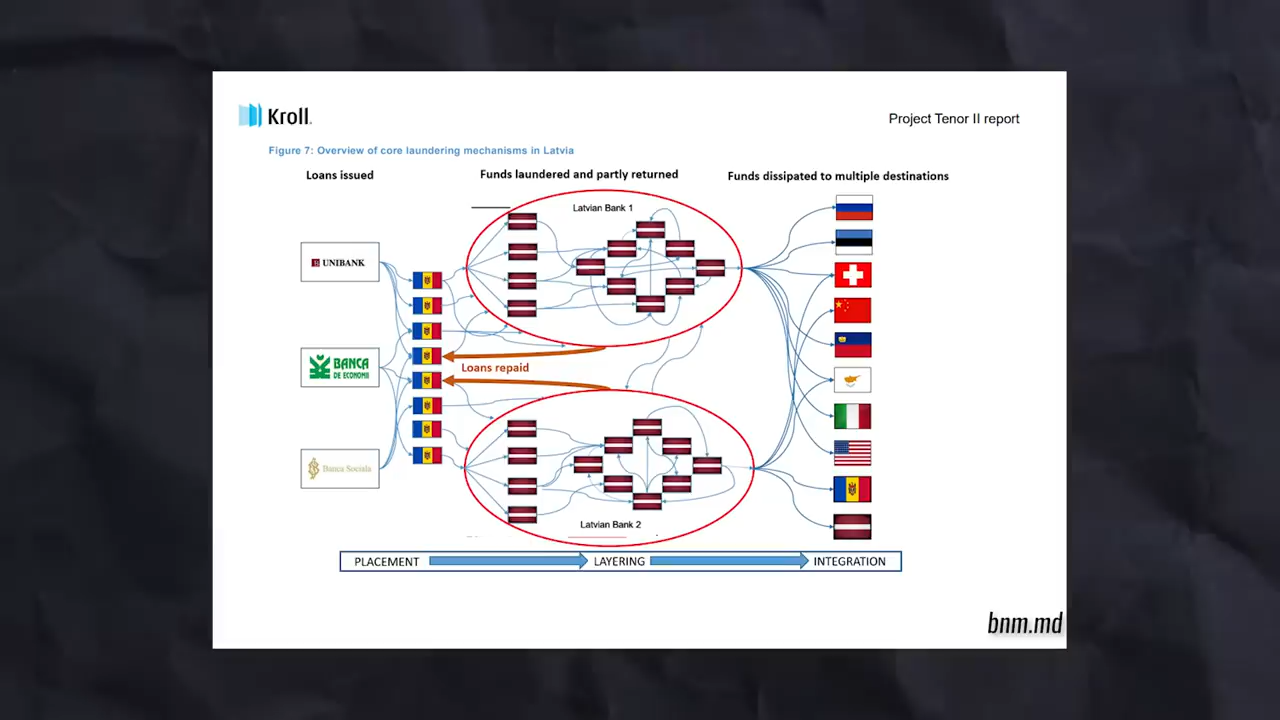 Kroll
Project Tenor II report
Figure 7: Overview of core laundering mechanisms in Latvia
Loans issued
Funds laundered and partly returned
Funds dissipated to multiple destinations
Latvian Bank 1
UNIBANK
Loans repaid
BANCA
DE ECONOMII
Banca Socială
Latvian Bank 2
PLACEMENT
LAYERING
INTEGRATION
bnm.md